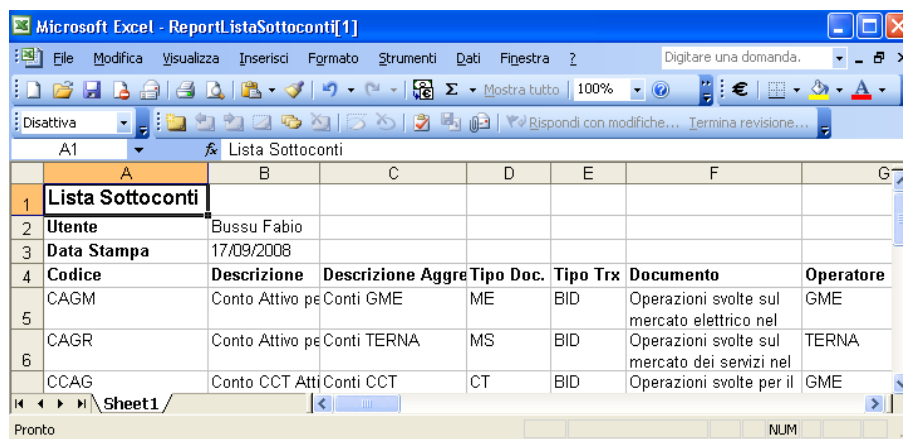 Microsoft Excel - ReportListaSottoconti[1]
File Modifica Visualizza Inserisci Formato Strumenti Dati Finestra ? Digitare una domanda.
Σ Mostra tutto 100% € A
Disattiva Rispondi con modifiche... Termina revisione...
A1 fx Lista Sottoconti
A B C D E F G
1 Lista Sottoconti
2 Utente Bussu Fabio
3 Data Stampa 17/09/2008
4 Codice Descrizione Descrizione Aggre Tipo Doc. Tipo Trx Documento Operatore
CAGM Conto Attivo pe Conti GME ME BID Operazioni svolte sul GME
5 mercato elettrico nel
CAGR Conto Attivo pe Conti TERNA MS BID Operazioni svolte sul TERNA
6 mercato dei servizi nel
CCAG Conto CCT Atti Conti CCT CT BID Operazioni svolte per il GME
Sheet1
Pronto NUM